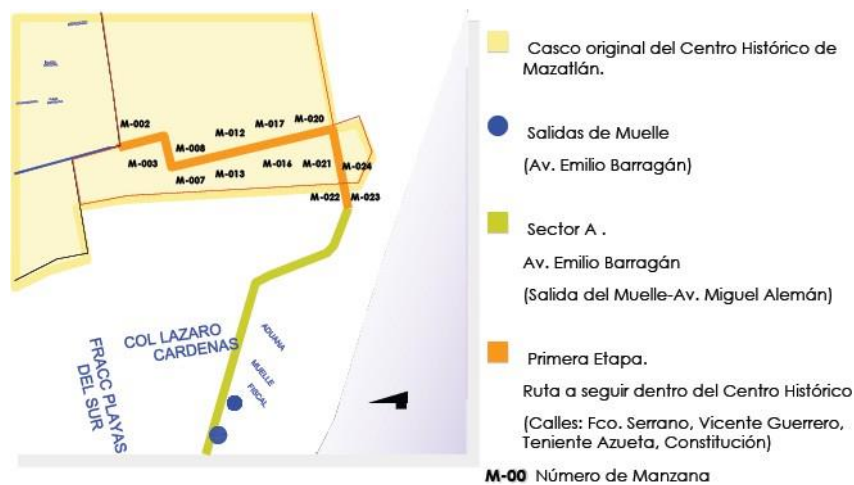 M-002
M-003
M-008
M-007
M-012
M-013
M-017
M-016
M-020
M-021
M-024
M-022
M-023
COL LAZARO
CARDENAS
FRACC PLAYAS
DEL SUR
ADUANA
MUELLE
FISCAL
Casco original del Centro Histórico de
Mazatlán.
Salidas de Muelle
(Av. Emilio Barragán)
Sector A .
Av. Emilio Barragán
(Salida del Muelle-Av. Miguel Alemán)
Primera Etapa.
Ruta a seguir dentro del Centro Histórico
(Calles: Fco. Serrano, Vicente Guerrero,
Teniente Azueta, Constitución)
M-00 Número de Manzana